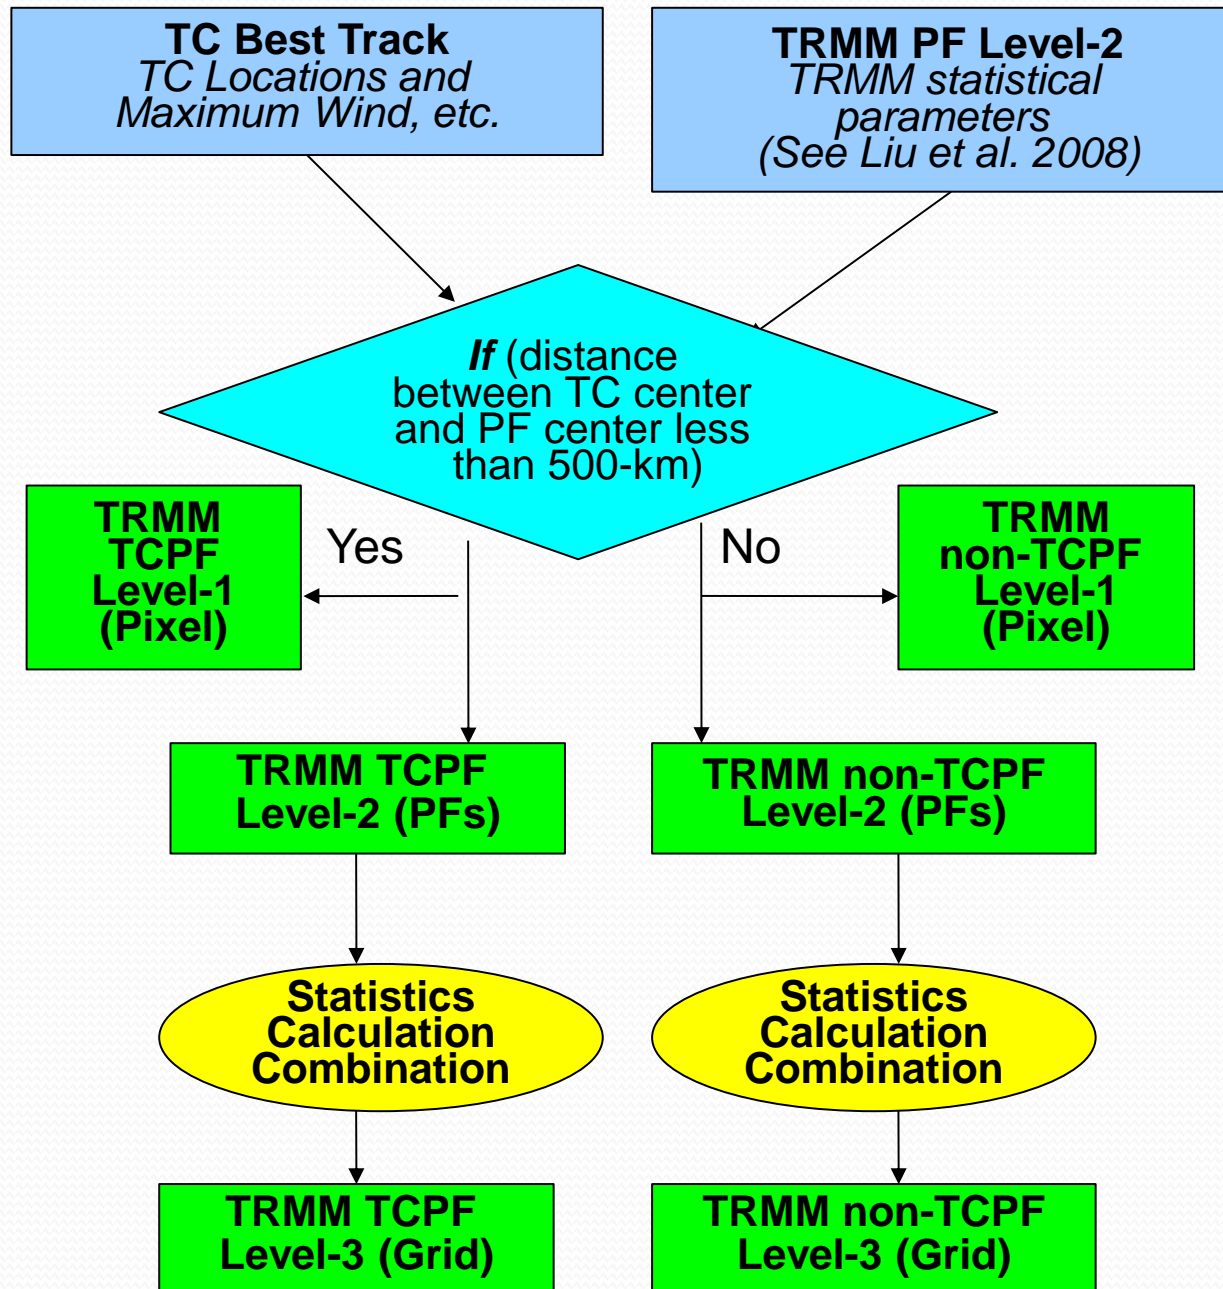 TC Best Track
TC Locations and
Maximum Wind, etc.
TRMM PF Level-2
TRMM statistical
parameters
(See Liu et al. 2008)
If (distance
between TC center
and PF center less
than 500-km)
TRMM
TCPF
Level-1
(Pixel)
Yes
No
TRMM
non-TCPF
Level-1
(Pixel)
TRMM TCPF
Level-2 (PFs)
TRMM non-TCPF
Level-2 (PFs)
Statistics
Calculation
Combination
Statistics
Calculation
Combination
TRMM TCPF
Level-3 (Grid)
TRMM non-TCPF
Level-3 (Grid)